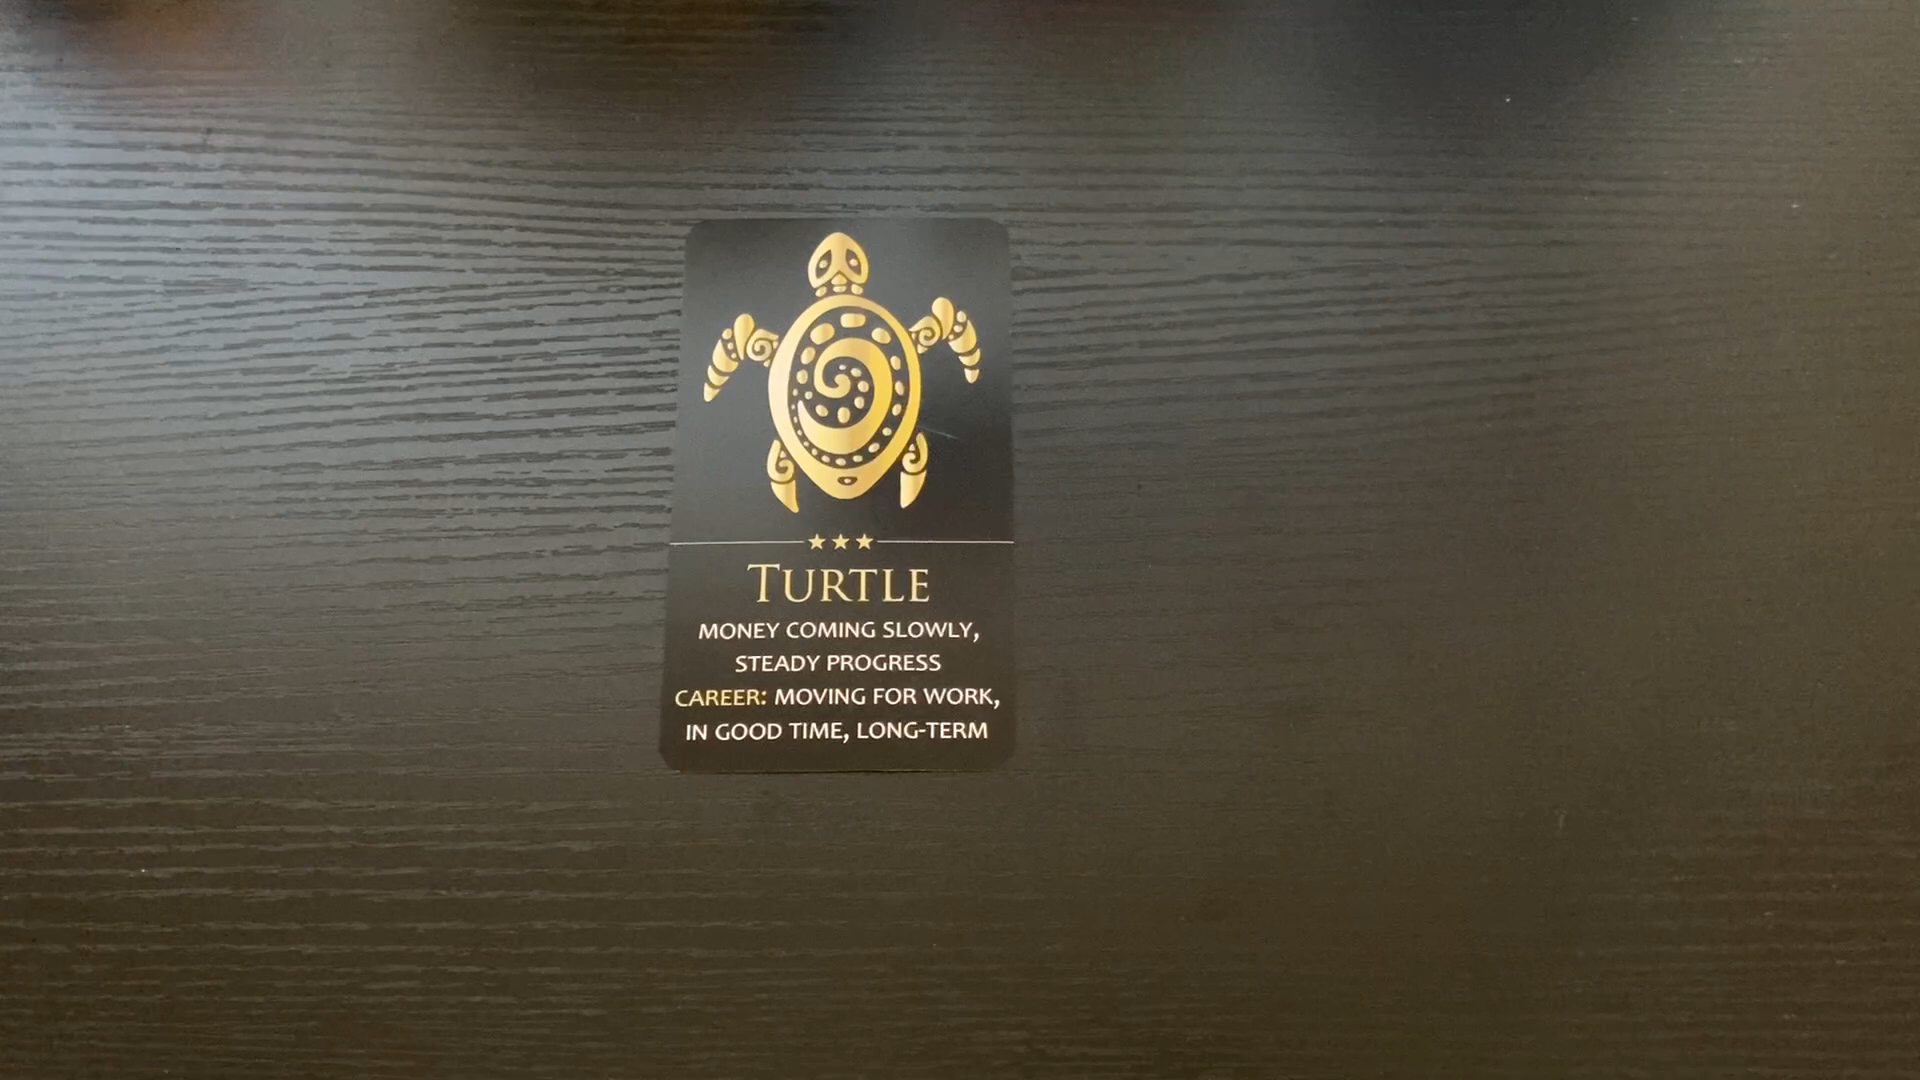 TURTLE
MONEY COMING SLOWLY,
STEADY PROGRESS
CAREER: MOVING FOR WORK,
IN GOOD TIME, LONG-TERM